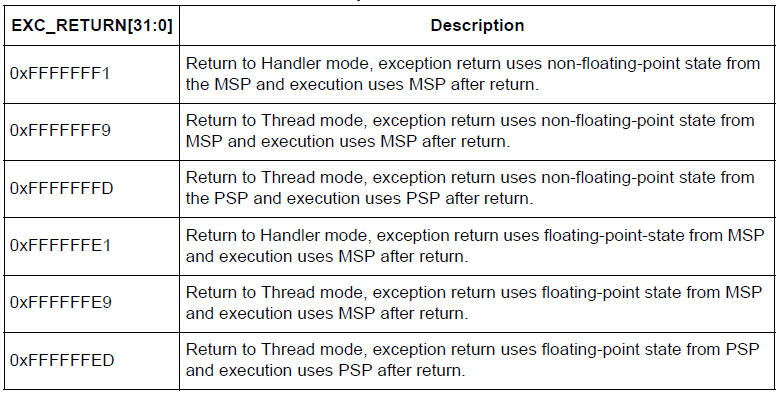 EXC_RETURN[31:0] Description
0xFFFFFFF1 Return to Handler mode, exception return uses non-floating-point state from
the MSP and execution uses MSP after return.
0xFFFFFFF9 Return to Thread mode, exception return uses non-floating-point state from
MSP and execution uses MSP after return.
0xFFFFFFFD Return to Thread mode, exception return uses non-floating-point state from
the PSP and execution uses PSP after return.
0xFFFFFFE1 Return to Handler mode, exception return uses floating-point-state from MSP
and execution uses MSP after return.
0xFFFFFFE9 Return to Thread mode, exception return uses floating-point state from MSP
and execution uses MSP after return.
0xFFFFFFED Return to Thread mode, exception return uses floating-point state from PSP
and execution uses PSP after return.